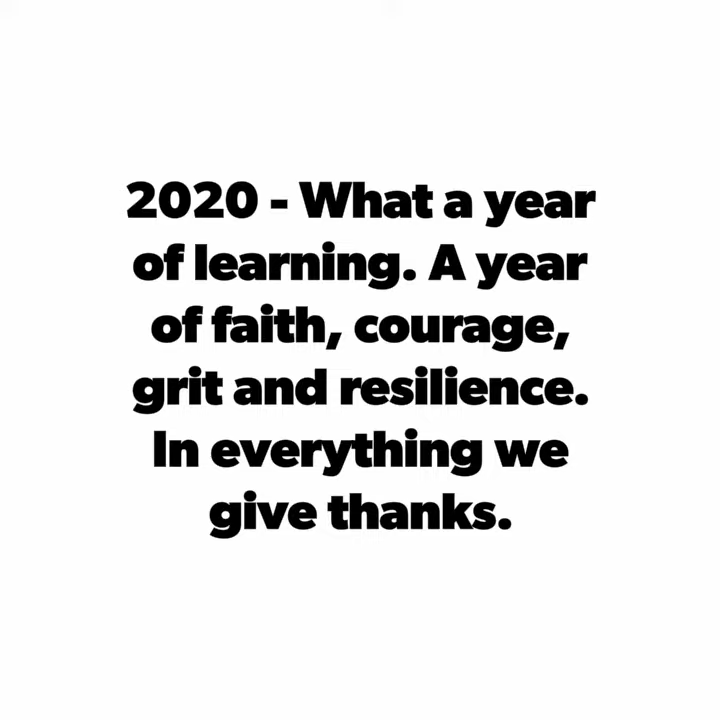 2020 - What a year
of learning. A year
of faith, courage,
grit and resilience.
In everything we
give thanks.